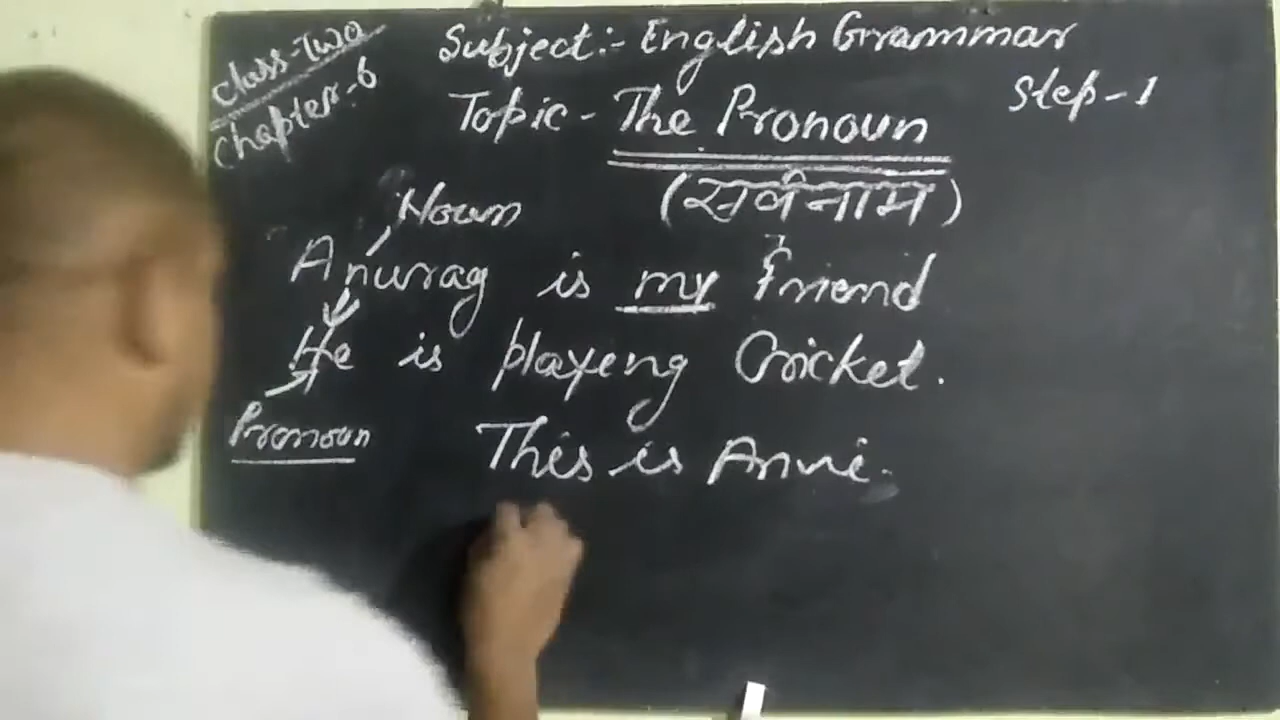 Class-Two
Chapter-6
Subject:- English Grammar
Step-1
Topic- The Pronoun
(सर्वनाम)
Noun
Anurag is my Friend
He is playeng Cricket.
Pronoun
This is Anvi.